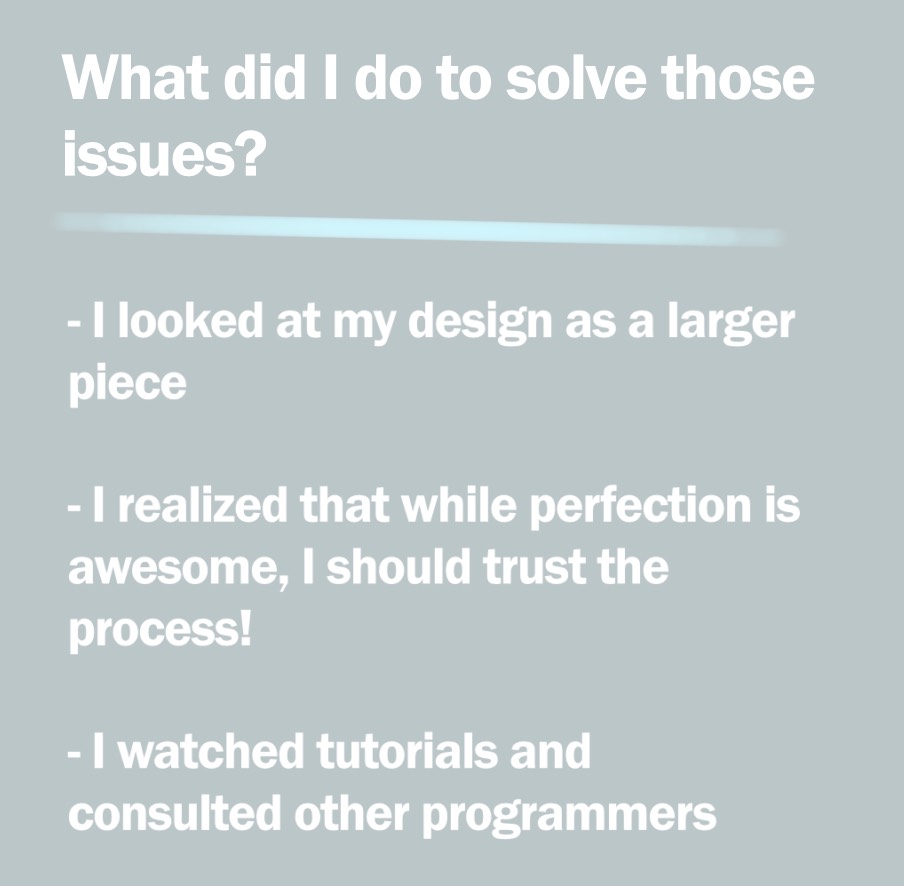 What did I do to solve those
issues?
- I looked at my design as a larger
piece
- I realized that while perfection is
awesome, I should trust the
process!
- I watched tutorials and
consulted other programmers